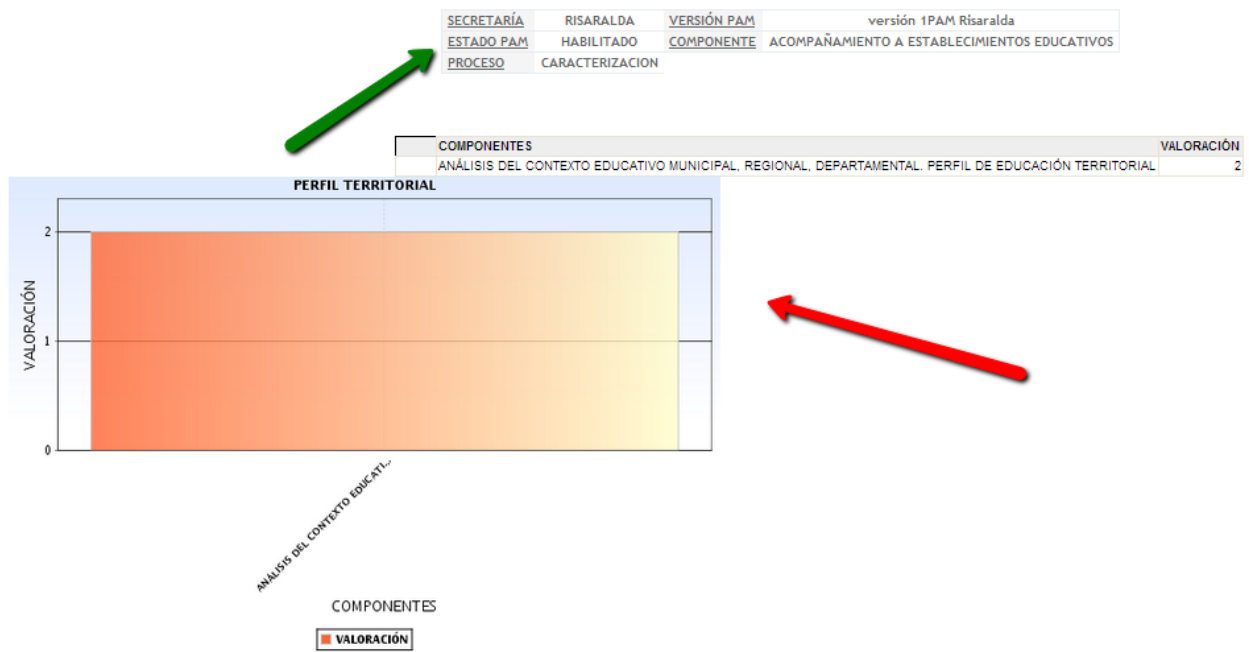 SECRETARÍA RISARALDA VERSIÓN PAM versión 1PAM Risaralda
ESTADO PAM HABILITADO COMPONENTE ACOMPAÑAMIENTO A ESTABLECIMIENTOS EDUCATIVOS
PROCESO CARACTERIZACION
COMPONENTES VALORACIÓN
ANÁLISIS DEL CONTEXTO EDUCATIVO MUNICIPAL, REGIONAL, DEPARTAMENTAL. PERFIL DE EDUCACIÓN TERRITORIAL 2
PERFIL TERRITORIAL
2
1
0
VALORACIÓN
ANÁLISIS DEL CONTEXTO EDUCATI...
COMPONENTES
VALORACIÓN